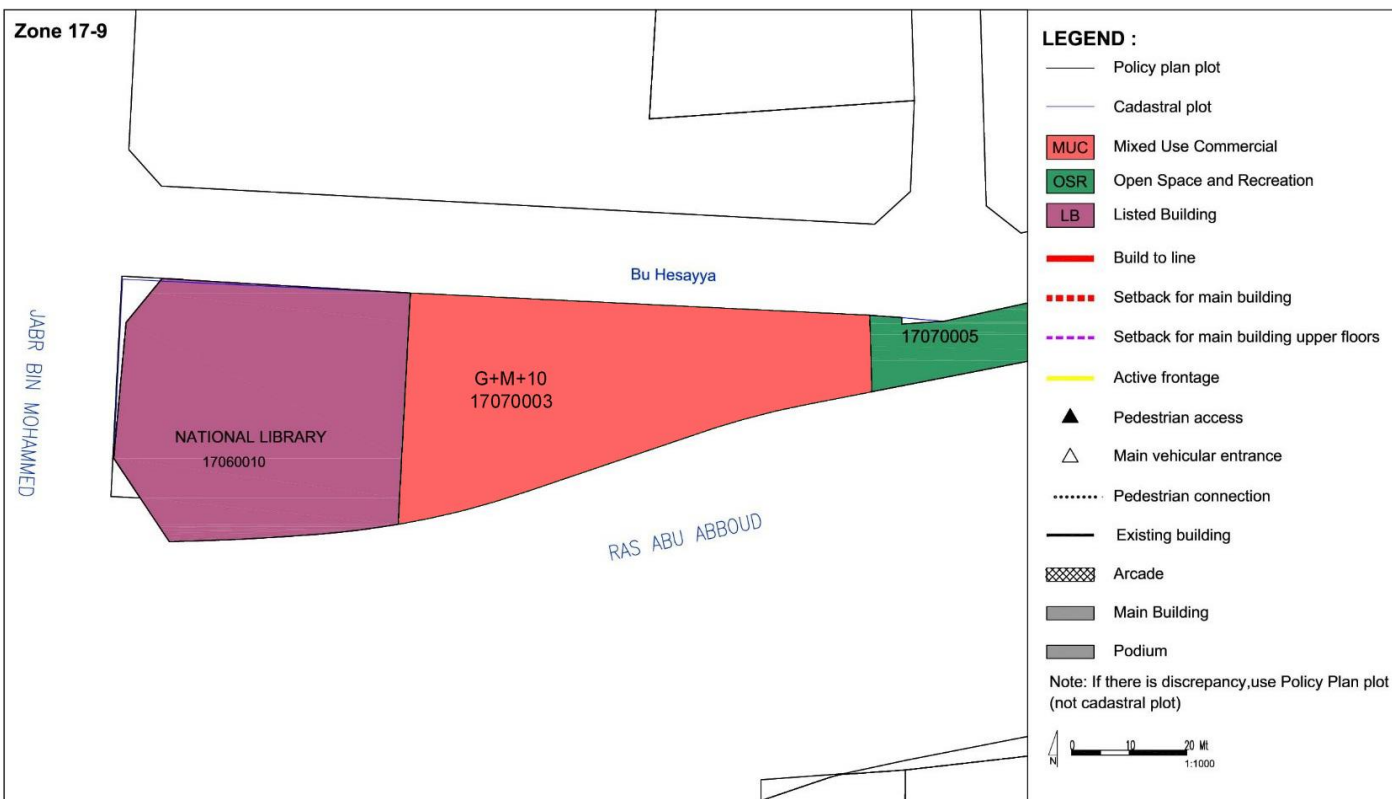 Zone 17-9
Bu Hesayya
JABR BIN MOHAMMED
17070005
G+M+10
17070003
NATIONAL LIBRARY
17060010
RAS ABU ABBOUD
LEGEND :
Policy plan plot
Cadastral plot
MUC Mixed Use Commercial
OSR Open Space and Recreation
LB Listed Building
Build to line
Setback for main building
Setback for main building upper floors
Active frontage
Pedestrian access
Main vehicular entrance
Pedestrian connection
Existing building
Arcade
Main Building
Podium
Note: If there is discrepancy,use Policy Plan plot
(not cadastral plot)
N 0 10 20 Mt
1:1000